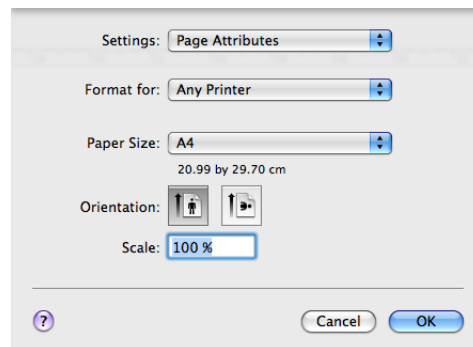 Settings: Page Attributes
Format for: Any Printer
Paper Size: A4
20.99 by 29.70 cm
Orientation:
Scale: 100 %
? Cancel OK